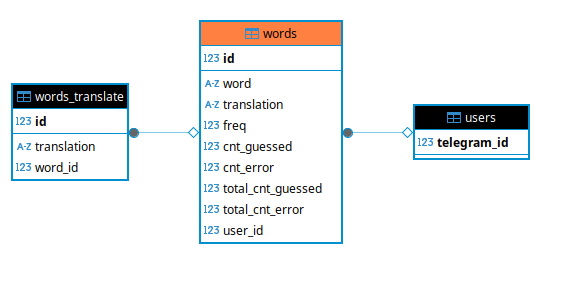 words_translate
123 id
A-Z translation
123 word_id
words
123 id
A-Z word
A-Z translation
123 freq
123 cnt_guessed
123 cnt_error
123 total_cnt_guessed
123 total_cnt_error
123 user_id
users
123 telegram_id